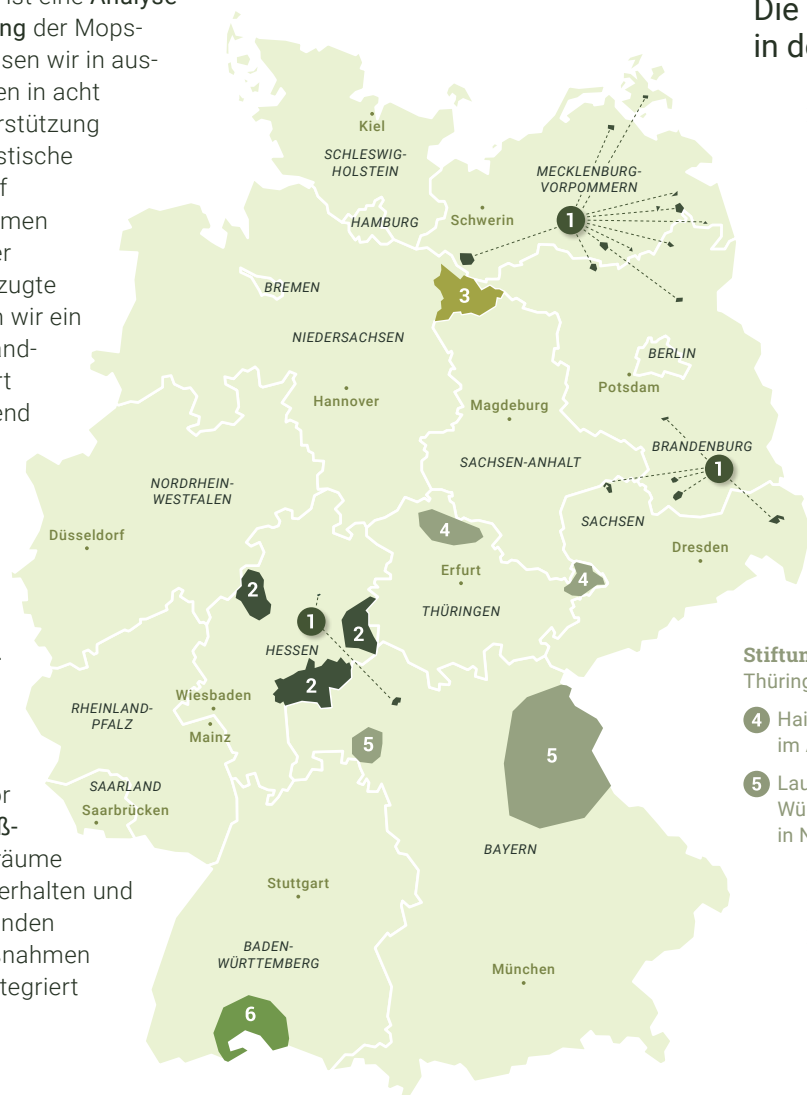 ist eine Analyse
ng der Mops-
sen wir in aus-
en in acht
rstützung
stische
f
men
er
zugte
n wir ein
and-
rt
end
or
ß-
räume
erhalten und
nden
snahmen
tegriert
Die
in de
Kiel
SCHLESWIG-
HOLSTEIN
MECKLENBURG-
VORPOMMERN
HAMBURG
Schwerin
1
BREMEN
3
NIEDERSACHSEN
BERLIN
Hannover
Potsdam
Magdeburg
BRANDENBURG
SACHSEN-ANHALT
1
NORDRHEIN-
WESTFALEN
4
SACHSEN
Düsseldorf
Dresden
Erfurt
4
2
THÜRINGEN
1
2
HESSEN
2
Wiesbaden
RHEINLAND-
PFALZ
Mainz
5
5
SAARLAND
Saarbrücken
BAYERN
Stuttgart
BADEN-
WÜRTTEMBERG
München
6
Stiftun
Thüring
4 Hai
im
5 Lau
Wü
in N